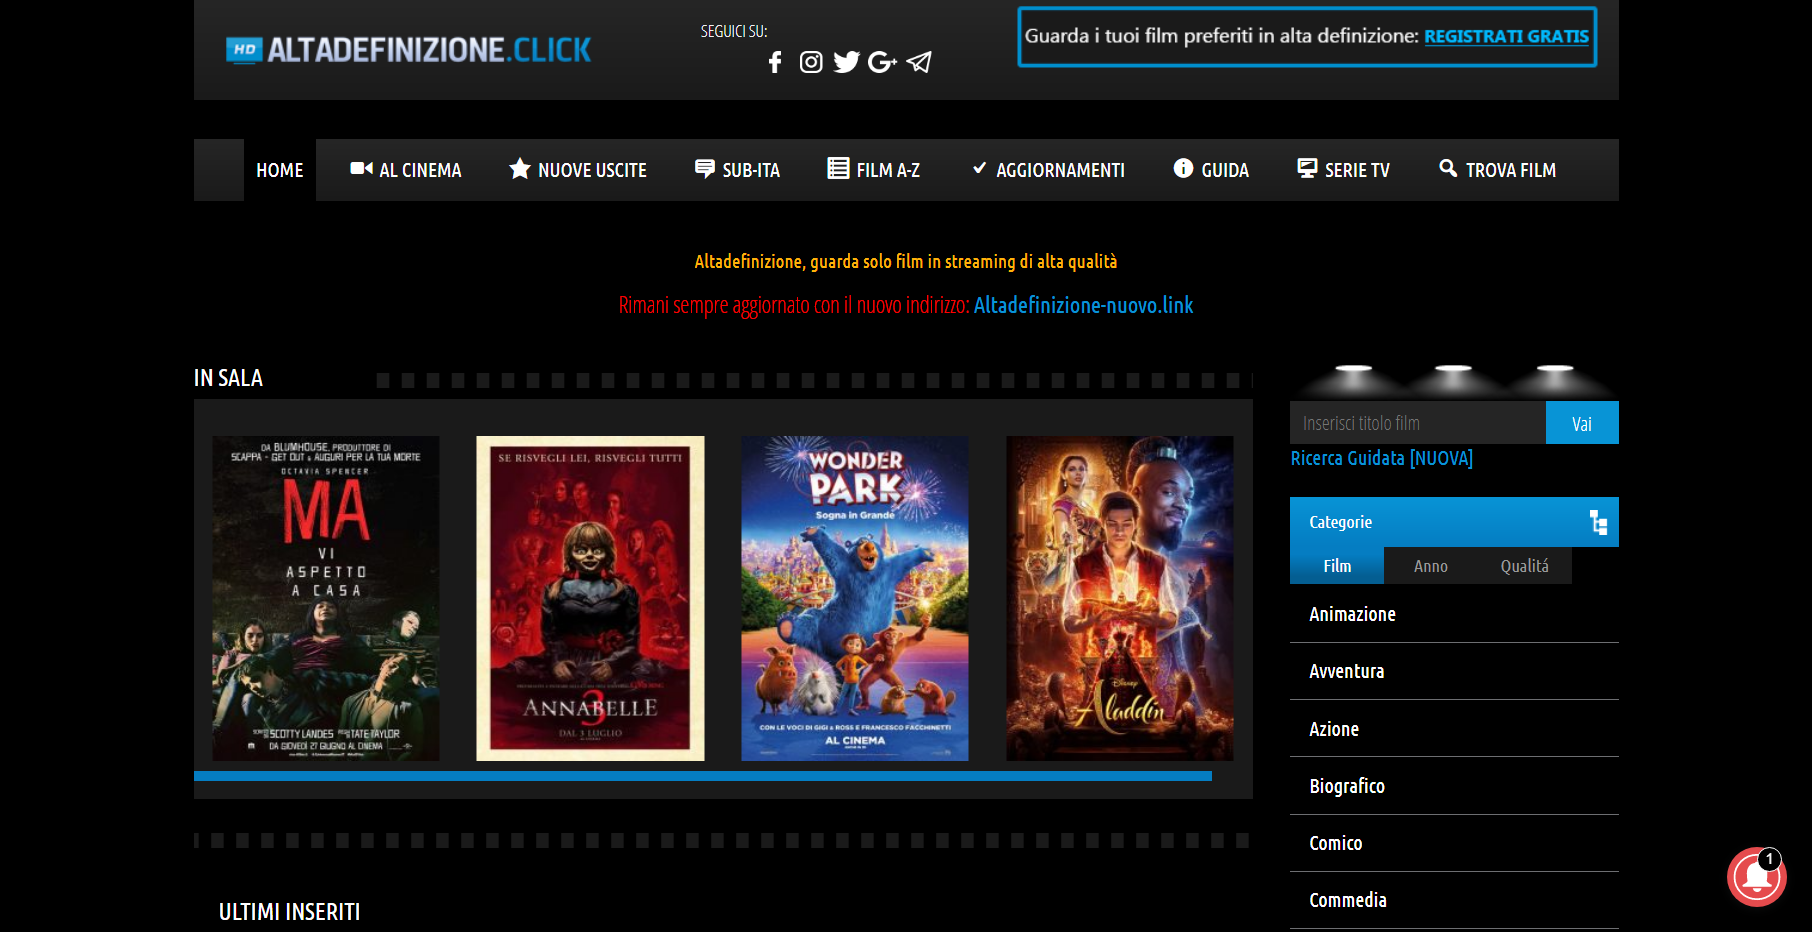 HD ALTADEFINIZIONE.CLICK
SEGUICI SU:
Guarda i tuoi film preferiti in alta definizione: REGISTRATI GRATIS
HOME
AL CINEMA
NUOVE USCITE
SUB-ITA
FILM A-Z
AGGIORNAMENTI
GUIDA
SERIE TV
TROVA FILM
Altadefinizione, guarda solo film in streaming di alta qualità
Rimani sempre aggiornato con il nuovo indirizzo: Altadefinizione-nuovo.link
IN SALA
DA BLUMHOUSE, PRODUTTORE DI
SCAPPA - GET OUT & AUGURI PER LA TUA MORTE
OCTAVIA SPENCER
MA
VI
ASPETTO
A CASA
SCOTTY LANDES
TATE TAYLOR
DA GIOVEDÌ 27 GIUGNO AL CINEMA
SE RISVEGLI LEI, RISVEGLI TUTTI
ANNABELLE
3
DAL 3 LUGLIO
WONDER
PARK
Sogna in Grande
CON LE VOCI DI GIGI & ROSS E FRANCESCO FACCHINETTI
AL CINEMA
Disney
Aladdin
Inserisci titolo film
Vai
Ricerca Guidata [NUOVA]
Categorie
Film
Anno
Qualitá
Animazione
Avventura
Azione
Biografico
Comico
Commedia
ULTIMI INSERITI
1